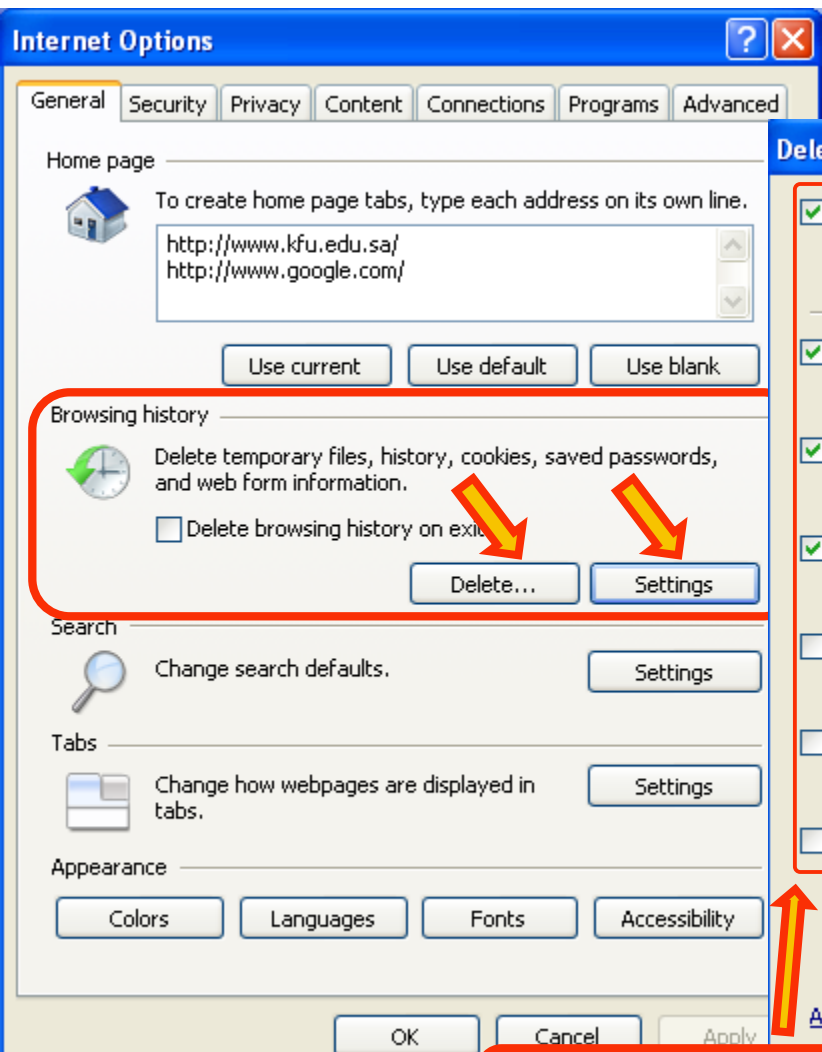 Internet Options
General Security Privacy Content Connections Programs Advanced
Home page
To create home page tabs, type each address on its own line.
http://www.kfu.edu.sa/
http://www.google.com/
Use current Use default Use blank
Browsing history
Delete temporary files, history, cookies, saved passwords,
and web form information.
Delete browsing history on exit
Delete... Settings
Search
Change search defaults.
Settings
Tabs
Change how webpages are displayed in
tabs.
Settings
Appearance
Colors Languages Fonts Accessibility
OK Cancel Apply
Dele
A